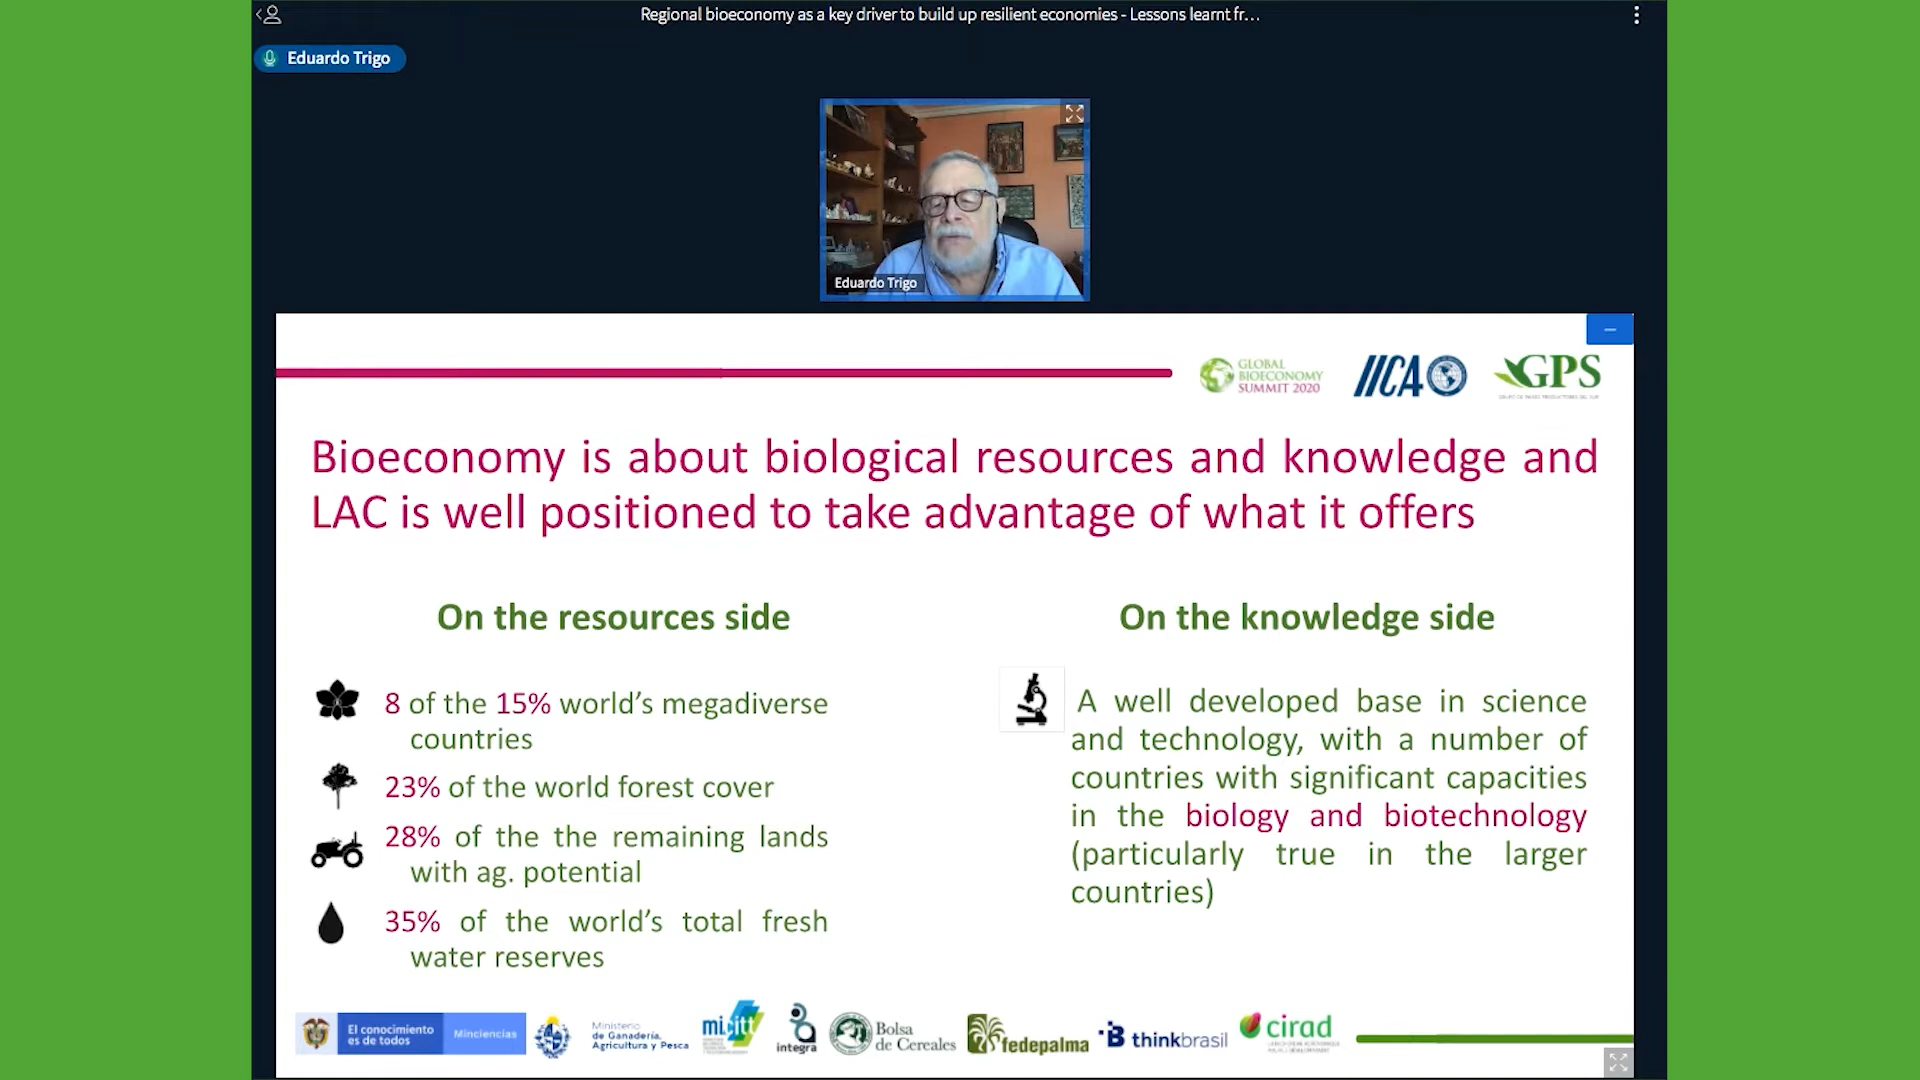 Regional bioeconomy as a key driver to build up resilient economies - Lessons learnt fr...
Eduardo Trigo
Eduardo Trigo
GLOBAL
BIOECONOMY
SUMMIT 2020
IICA
GPS
Bioeconomy is about biological resources and knowledge and
LAC is well positioned to take advantage of what it offers
On the resources side
8 of the 15% world's megadiverse
countries
23% of the world forest cover
28% of the the remaining lands
with ag. potential
35% of the world's total fresh
water reserves
On the knowledge side
A well developed base in science
and technology, with a number of
countries with significant capacities
in the biology and biotechnology
(particularly true in the larger
countries)
El conocimiento
es de todos
Minciencias
Ministerio
de Ganadería,
Agricultura y Pesca
micitt
integra
Bolsa
de Cereales
fedepalma
B thinkbrasil
cirad